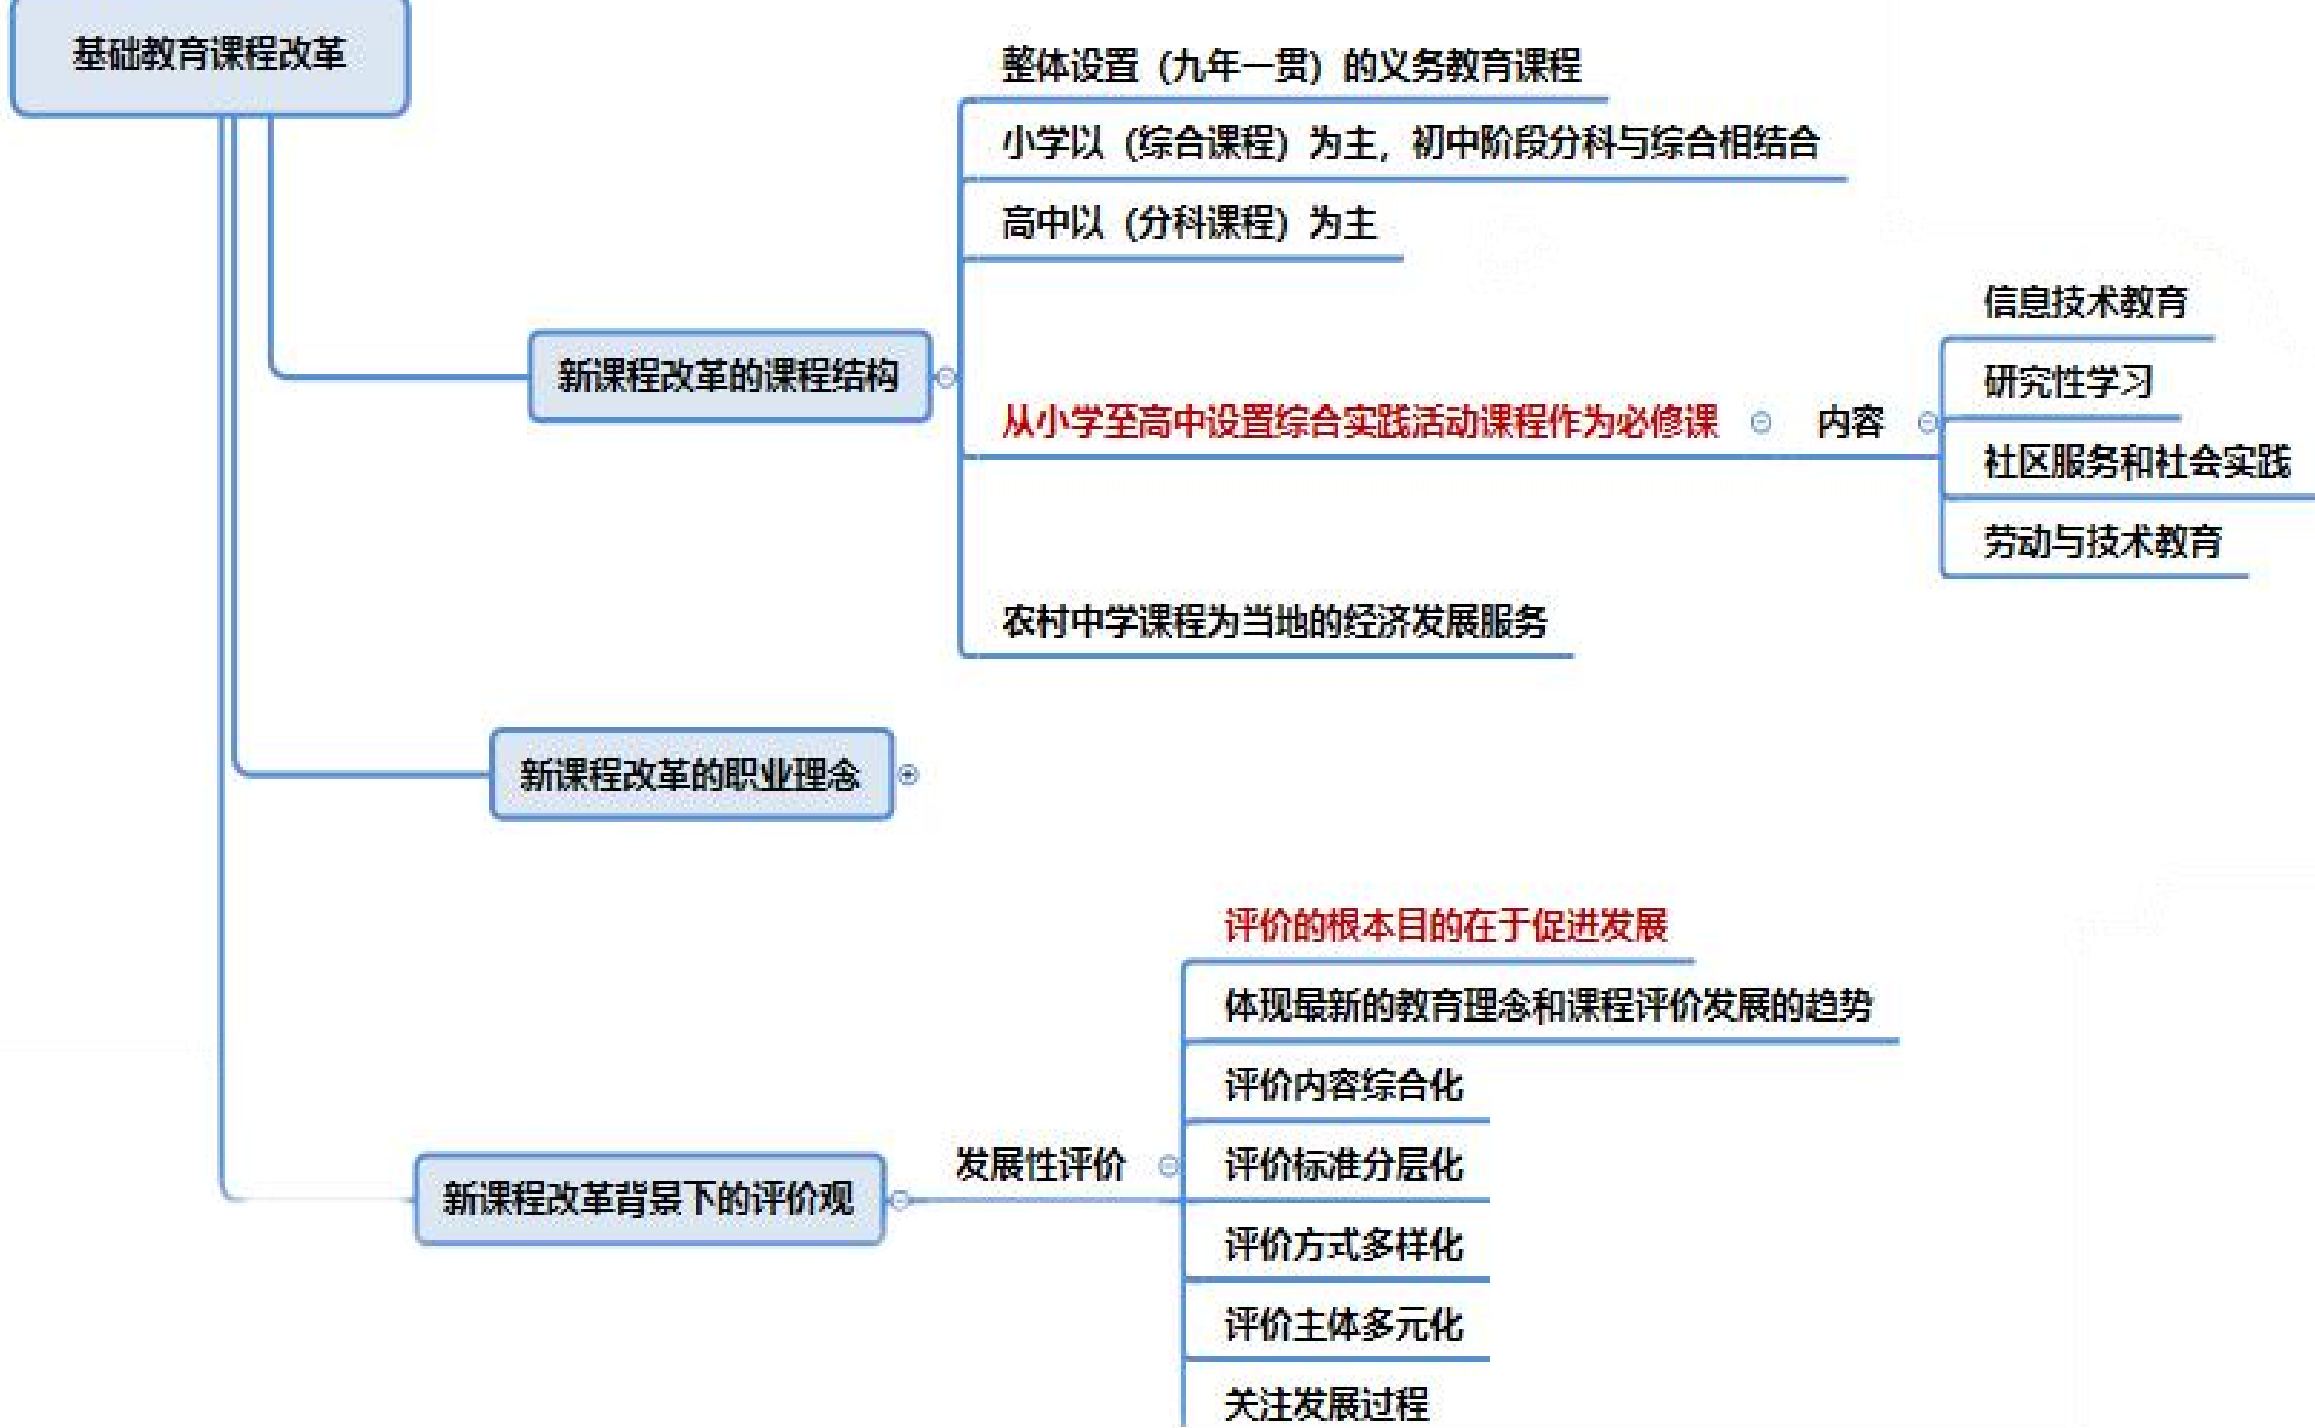 基础教育课程改革
整体设置（九年一贯）的义务教育课程
小学以（综合课程）为主，初中阶段分科与综合相结合
高中以（分科课程）为主
新课程改革的课程结构
从小学至高中设置综合实践活动课程作为必修课
内容
信息技术教育
研究性学习
社区服务和社会实践
劳动与技术教育
农村中学课程为当地的经济发展服务
新课程改革的职业理念
新课程改革背景下的评价观
发展性评价
评价的根本目的在于促进发展
体现最新的教育理念和课程评价发展的趋势
评价内容综合化
评价标准分层化
评价方式多样化
评价主体多元化
关注发展过程